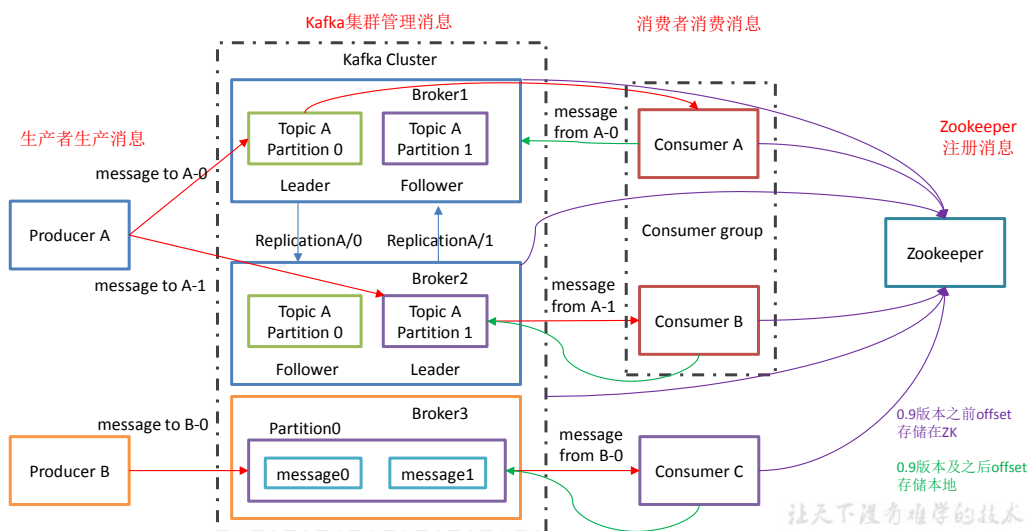 Kafka集群管理消息
消费者消费消息
Kafka Cluster
Broker1
Topic A
Partition 0
Topic A
Partition 1
Leader
Follower
生产者生产消息
message to A-0
Producer A
message to A-1
ReplicationA/0
ReplicationA/1
Broker2
Topic A
Partition 0
Topic A
Partition 1
Follower
Leader
message
from A-0
Consumer A
Consumer group
message
from A-1
Consumer B
Zookeeper
注册消息
Zookeeper
message to B-0
Producer B
Broker3
Partition0
message0
message1
message
from B-0
Consumer C
0.9版本之前offset
存储在ZK
0.9版本及之后offset
存储本地
让天下没有难学的技术